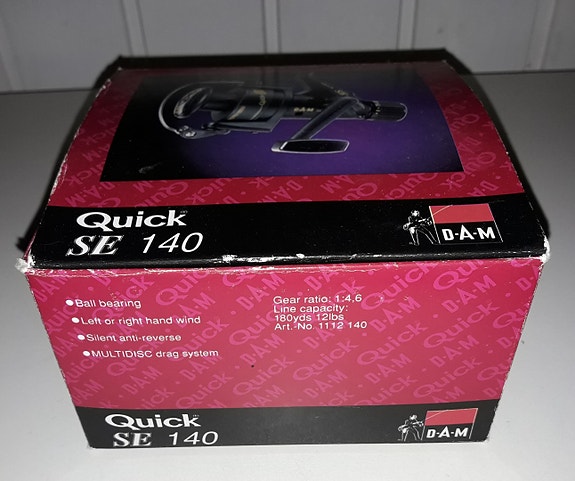 Quick
SE 140
D·A·M
Ball bearing
Left or right hand wind
Silent anti-reverse
MULTIDISC drag system
Gear ratio: 1:4,6
Line capacity:
180yds 12lbs
Art.-No. 1112 140
Quick
SE 140
D·A·M